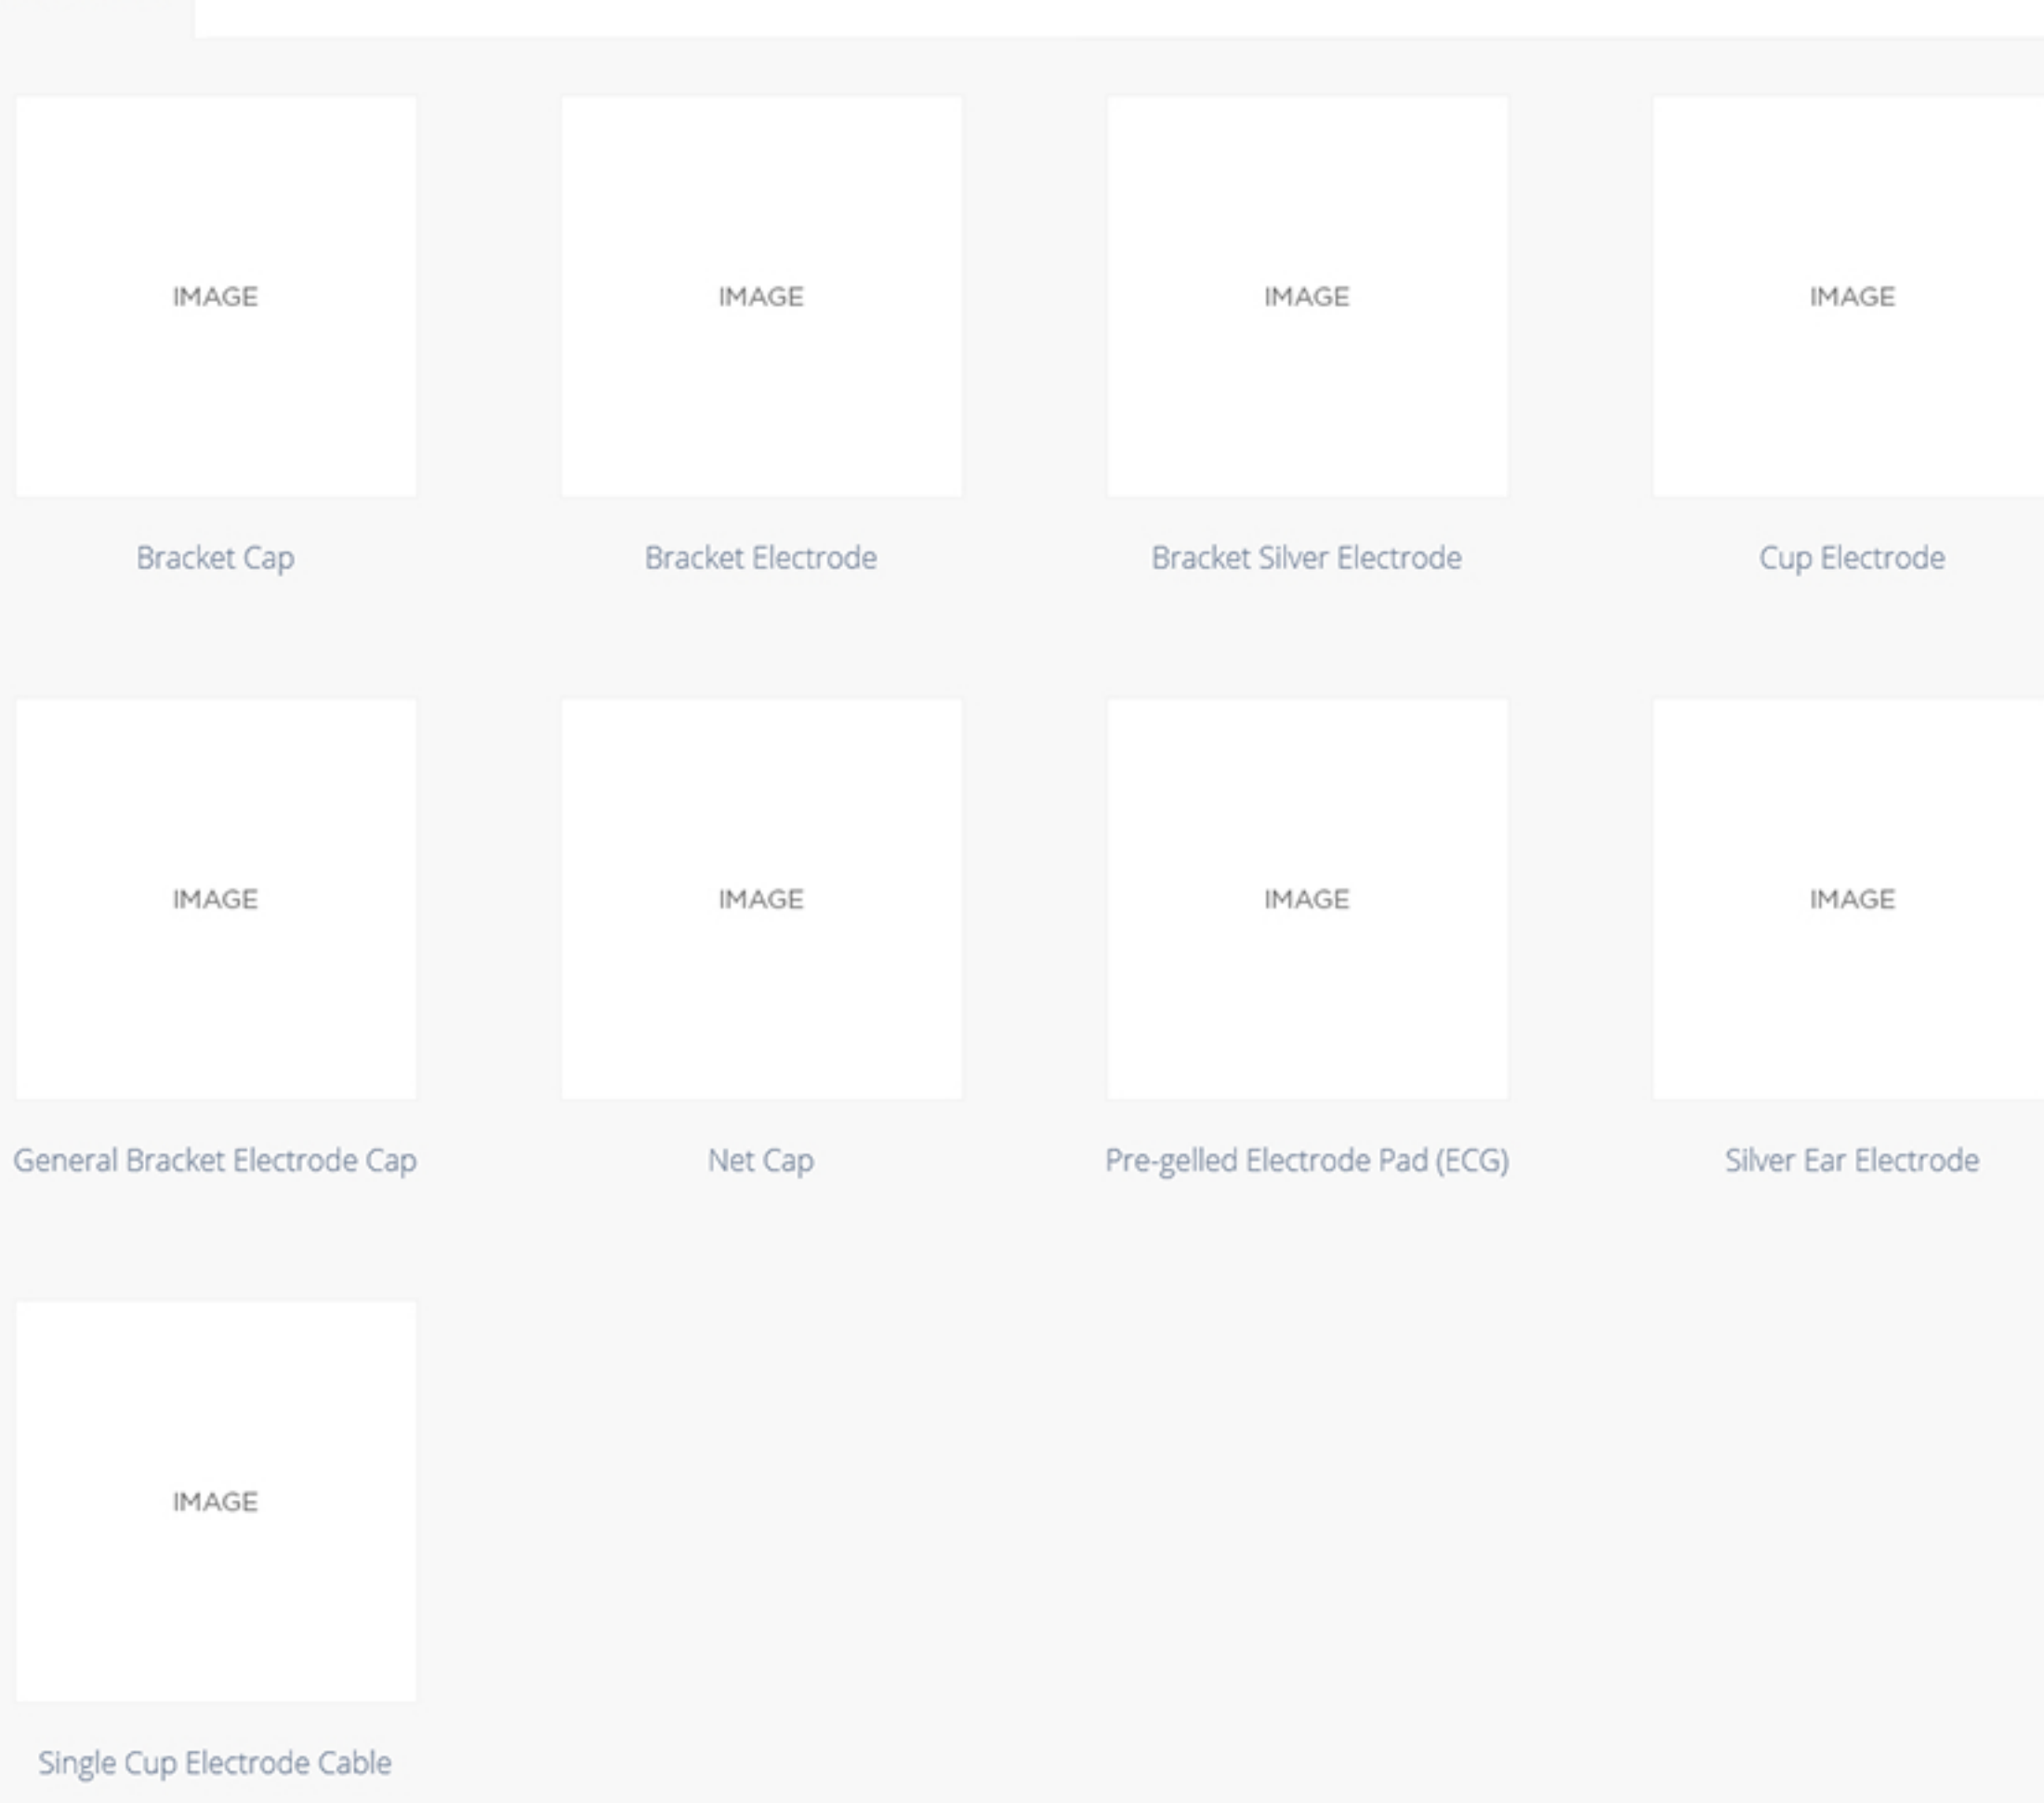 IMAGE
IMAGE
IMAGE
IMAGE
Bracket Cap
Bracket Electrode
Bracket Silver Electrode
Cup Electrode
IMAGE
IMAGE
IMAGE
IMAGE
General Bracket Electrode Cap
Net Cap
Pre-gelled Electrode Pad (ECG)
Silver Ear Electrode
IMAGE
Single Cup Electrode Cable